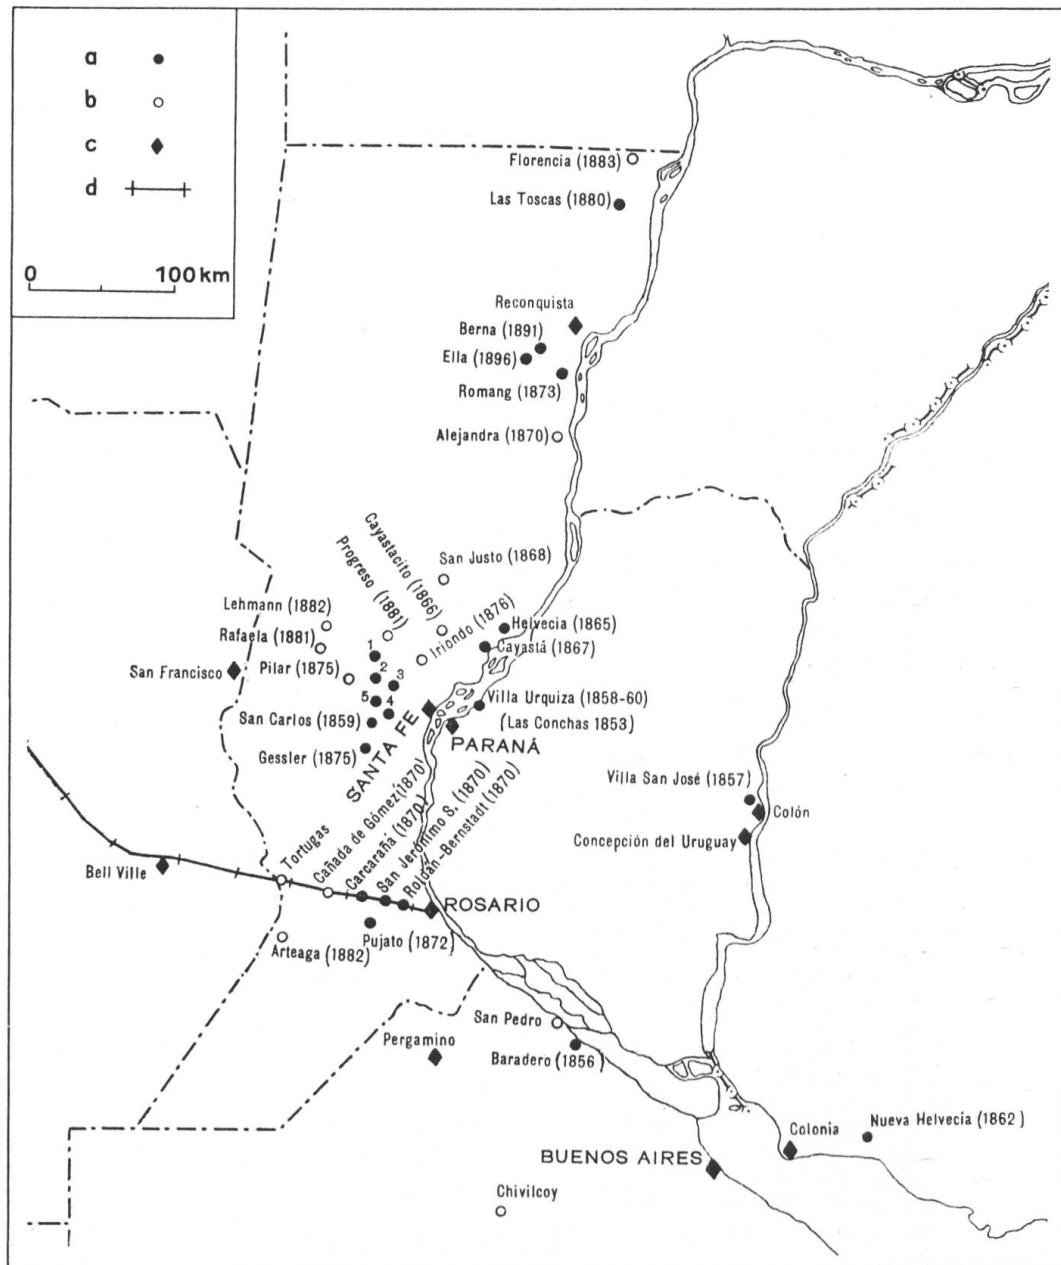 a
b
c
d
0 100 km
Florencia (1883)
Las Toscas (1880)
Reconquista
Berna (1891)
Ella (1896)
Romang (1873)
Alejandra (1870)
Cayastacito (1866)
Progreso (1881)
San Justo (1868)
Lehmann (1882)
Rafaela (1881)
Iriondo (1876)
Helvecia (1865)
Cayastá (1867)
San Francisco
Pilar (1875)
1
2
3
5
4
San Carlos (1859)
Gessler (1875)
SANTA FE
Villa Urquiza (1858-60)
(Las Conchas 1853)
PARANÁ
Villa San José (1857)
Colón
Concepción del Uruguay
Bell Ville
Tortugas
Cañada de Gómez (1870)
Carcaraña (1870)
San Jerónimo S. (1870)
Roldán-Bernstadt (1870)
ROSARIO
Pujato (1872)
Arteaga (1882)
San Pedro
Pergamino
Baradero (1856)
Colonia
Nueva Helvecia (1862)
BUENOS AIRES
Chivilcoy